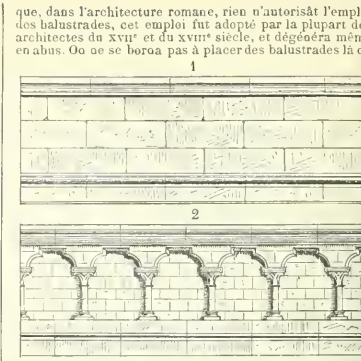 que, dans l'architecture romane, rien n'autorisât l'empl
des balustrades, cet emploi fut adopté par la plupart de
architectes du XVIIᵉ et du XVIIIᵉ siècle, et dégénéra mêm
en abus. On ne se borna pas à placer des balustrades là o
1
2